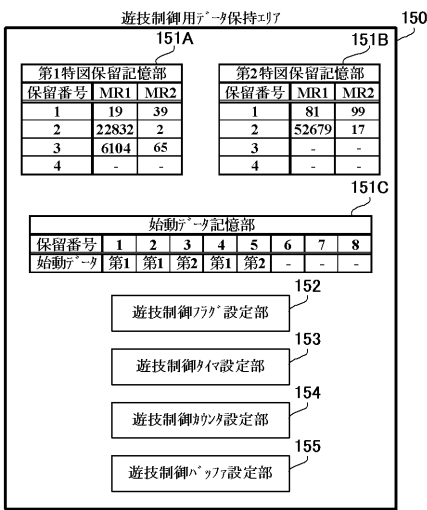 遊技制御用ﾃﾞｰﾀ保持エリア
150
151A
151B
第1特図保留記憶部
保留番号 MR1 MR2
1 19 39
2 22832 2
3 6104 65
4 - -
第2特図保留記憶部
保留番号 MR1 MR2
1 81 99
2 52679 17
3 - -
4 - -
151C
始動ﾃﾞｰﾀ記憶部
保留番号 1 2 3 4 5 6 7 8
始動ﾃﾞｰﾀ 第1 第1 第2 第1 第2 - - -
152
遊技制御ﾌﾗｸﾞ設定部
153
遊技制御ﾀｲﾏ設定部
154
遊技制御ｶｳﾝﾀ設定部
155
遊技制御ﾊﾞｯﾌｧ設定部